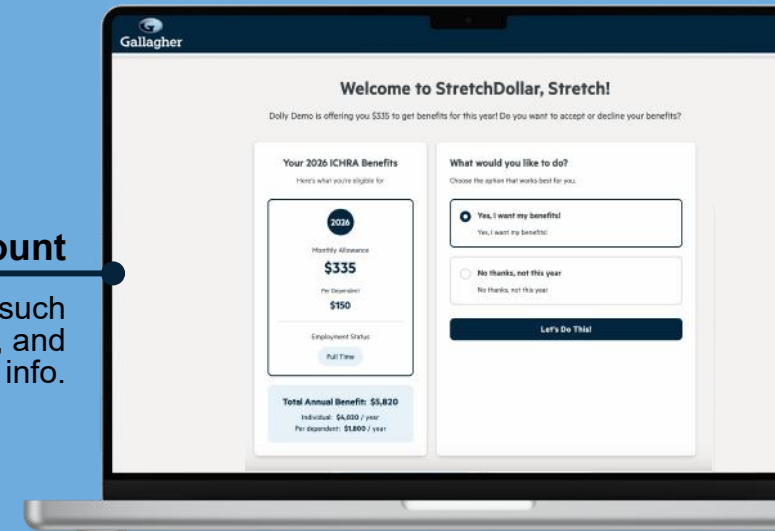 Gallagher
Welcome to StretchDollar, Stretch!
Dolly Demo is offering you $335 to get benefits for this year! Do you want to accept or decline your benefits?
ount
such
, and
info.
Your 2026 ICHRA Benefits
Here's what you're eligible for
2026
Monthly Allowance
$335
Per Dependent
$150
Employment Status
Full Time
Total Annual Benefit: $5,820
Individual: $4,020 / year
Per dependent: $1,800 / year
What would you like to do?
Choose the option that works best for you.
Yes, I want my benefits!
Yes, I want my benefits!
No thanks, not this year
No thanks, not this year
Let's Do This!